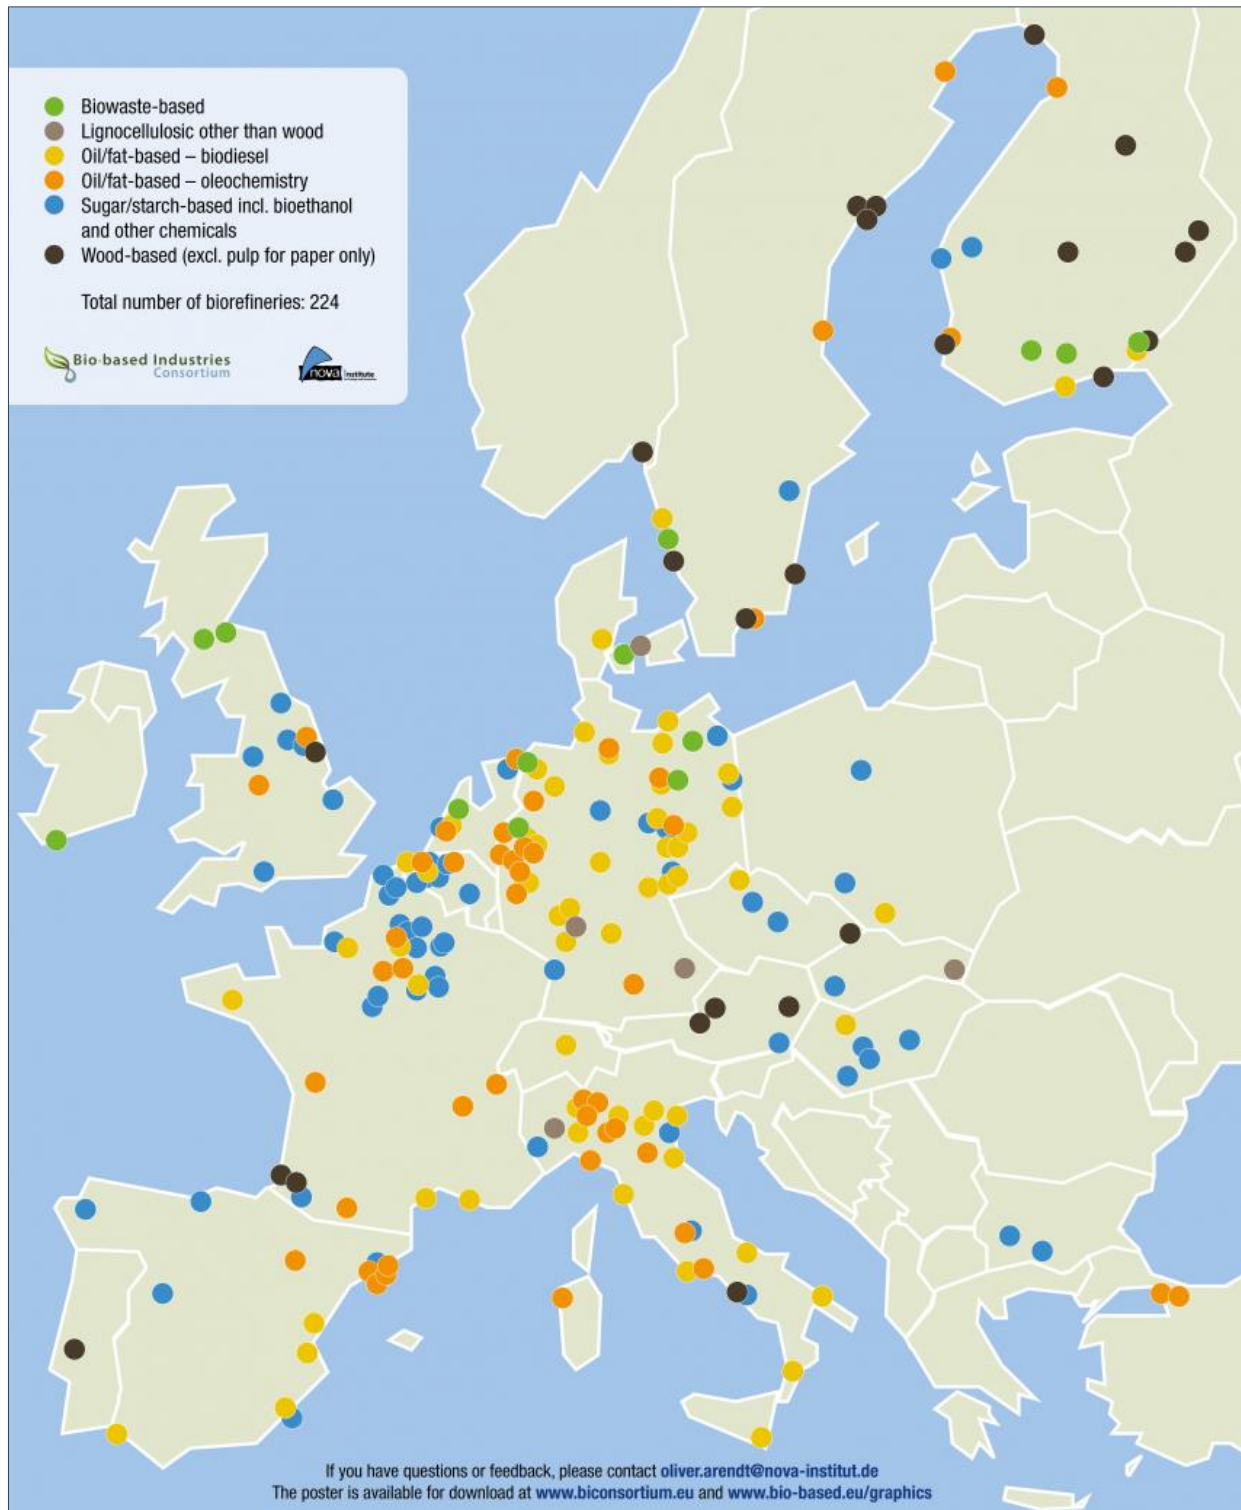 Biowaste-based
Lignocellulosic other than wood
Oil/fat-based – biodiesel
Oil/fat-based – oleochemistry
Sugar/starch-based incl. bioethanol
and other chemicals
Wood-based (excl. pulp for paper only)
Total number of biorefineries: 224
Bio-based Industries
Consortium
nova Institute
If you have questions or feedback, please contact oliver.arendt@nova-institut.de
The poster is available for download at www.biconsortium.eu and www.bio-based.eu/graphics